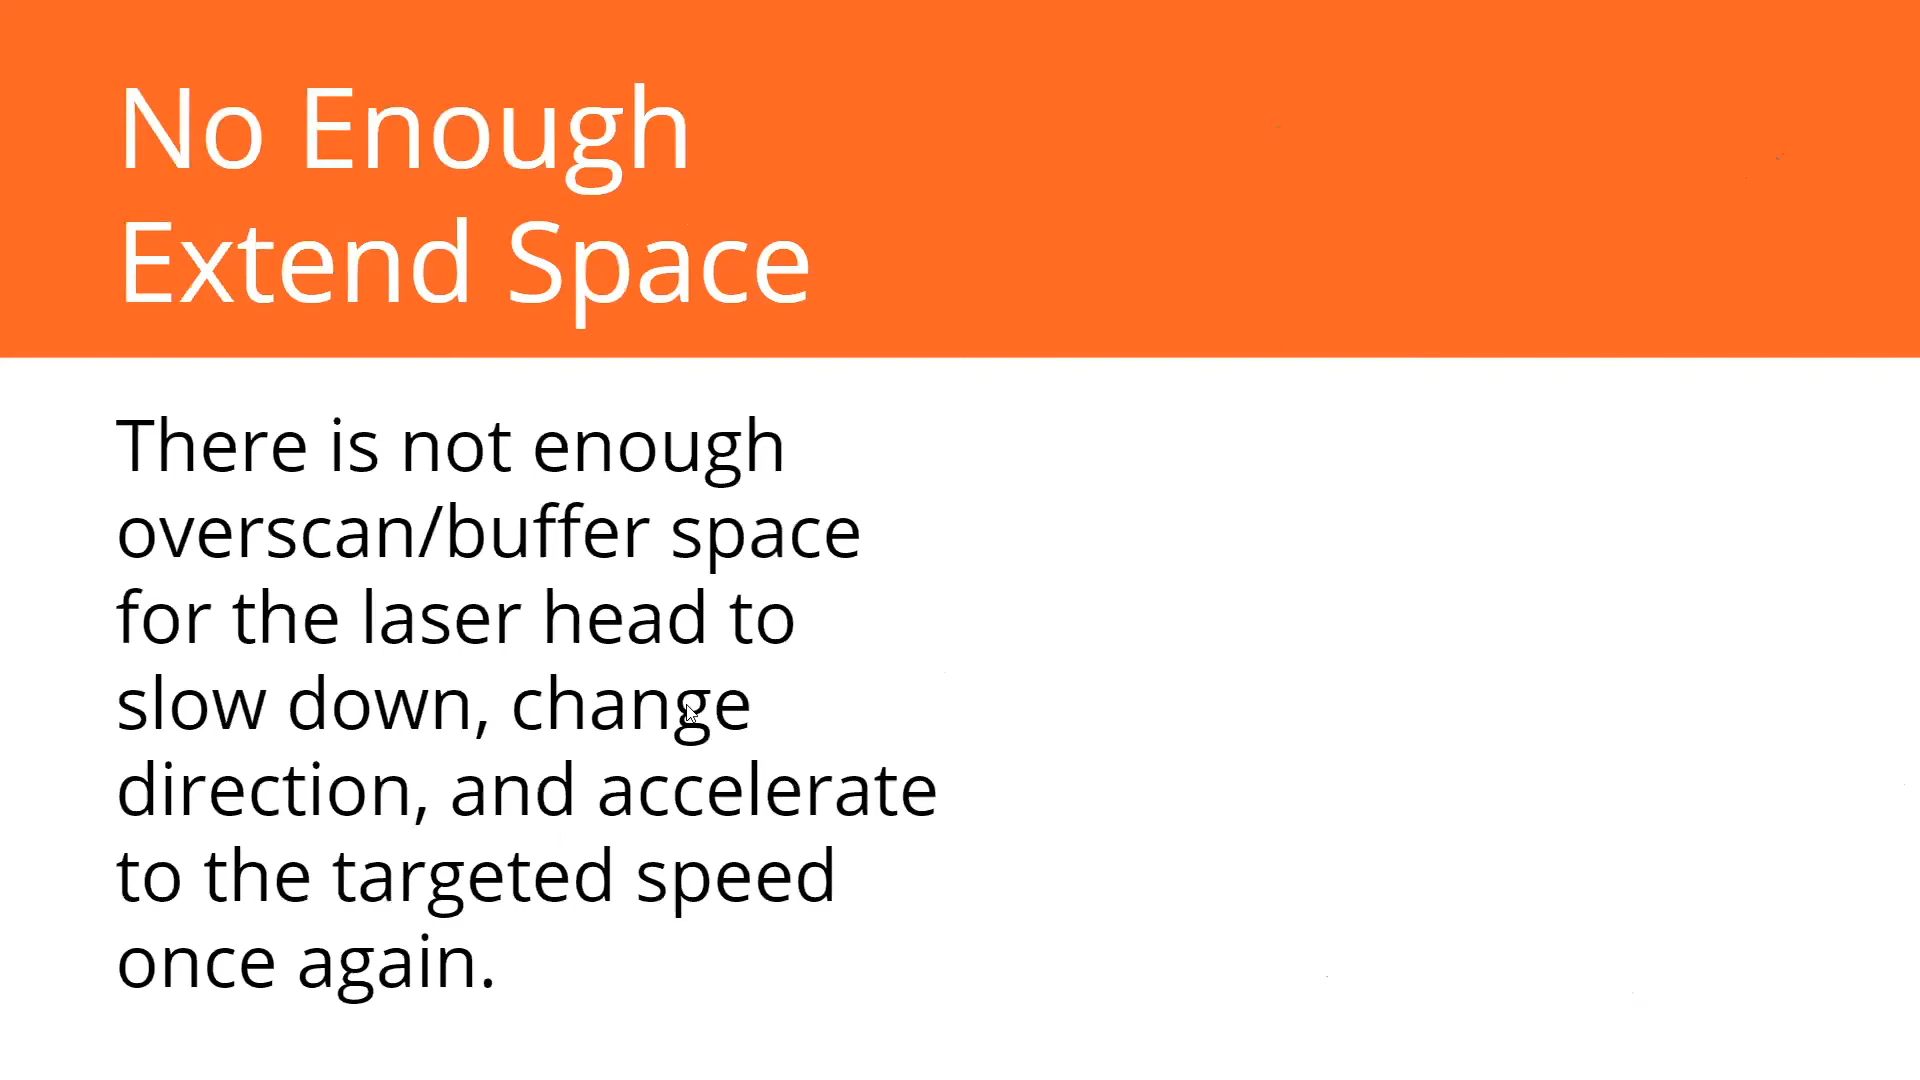 No Enough
Extend Space
There is not enough
overscan/buffer space
for the laser head to
slow down, change
direction, and accelerate
to the targeted speed
once again.